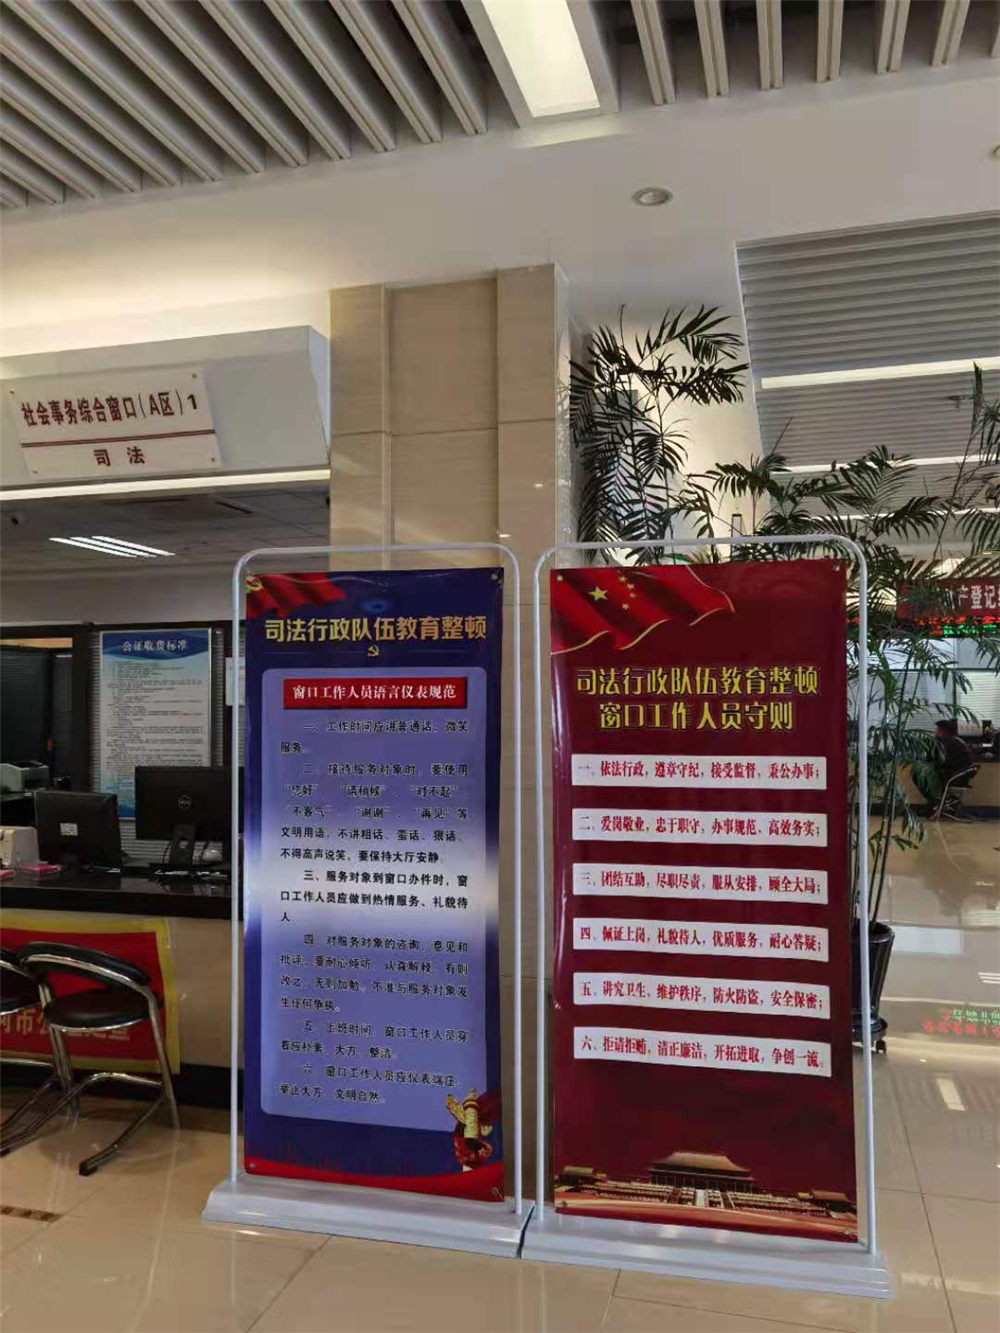 社会事务综合窗口(A区)1
司 法
公证收费标准
司法行政队伍教育整顿
窗口工作人员语言仪表规范
一、工作时间应讲普通话、微笑
服务。
二、接待服务对象时，要使用
“您好”、“请稍候”、“对不起”、
“不客气”、“谢谢”、“再见”等
文明用语，不讲粗话、蛮话、狠话，
不得高声说笑，要保持大厅安静。
三、服务对象到窗口办件时，窗
口工作人员应做到热情服务、礼貌待
人。
四、对服务对象的咨询、意见和
批评，要耐心倾听，认真解释，有则
改之，无则加勉，不准与服务对象发
生任何争执。
五、上班时间，窗口工作人员穿
着应朴素、大方、整洁。
六、窗口工作人员应仪表端庄、
举止大方、文明自然。
司法行政队伍教育整顿
窗口工作人员守则
一、依法行政，遵章守纪，接受监督，秉公办事；
二、爱岗敬业，忠于职守，办事规范，高效务实；
三、团结互助，尽职尽责，服从安排，顾全大局；
四、佩证上岗，礼貌待人，优质服务，耐心答疑；
五、讲究卫生，维护秩序，防火防盗，安全保密；
六、拒请拒贿，清正廉洁，开拓进取，争创一流。
产登记